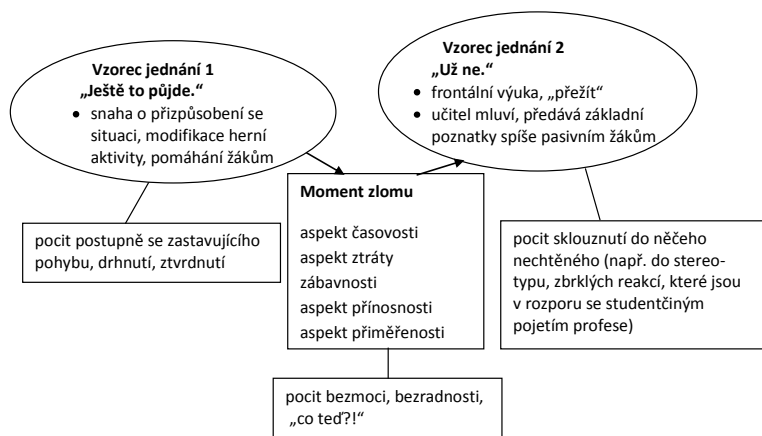 Vzorec jednání 1
„Ještě to půjde.“
• snaha o přizpůsobení se
situaci, modifikace herní
aktivity, pomáhání žákům
Vzorec jednání 2
„Už ne.“
• frontální výuka, „přežít“
• učitel mluví, předává základní
poznatky spíše pasivním žákům
Moment zlomu
aspekt časovosti
aspekt ztráty
zábavnosti
aspekt přínosnosti
aspekt přiměřenosti
pocit postupně se zastavujícího
pohybu, drhnutí, ztvrdnutí
pocit sklouznutí do něčeho
nechtěného (např. do stereo-
typu, zbrklých reakcí, které jsou
v rozporu se studentčiným
pojetím profese)
pocit bezmoci, bezradnosti,
„co teď?!“